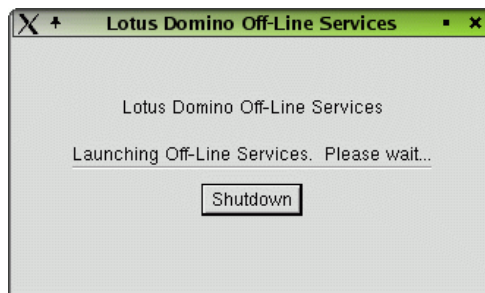 Lotus Domino Off-Line Services
Lotus Domino Off-Line Services
Launching Off-Line Services.  Please wait...
Shutdown